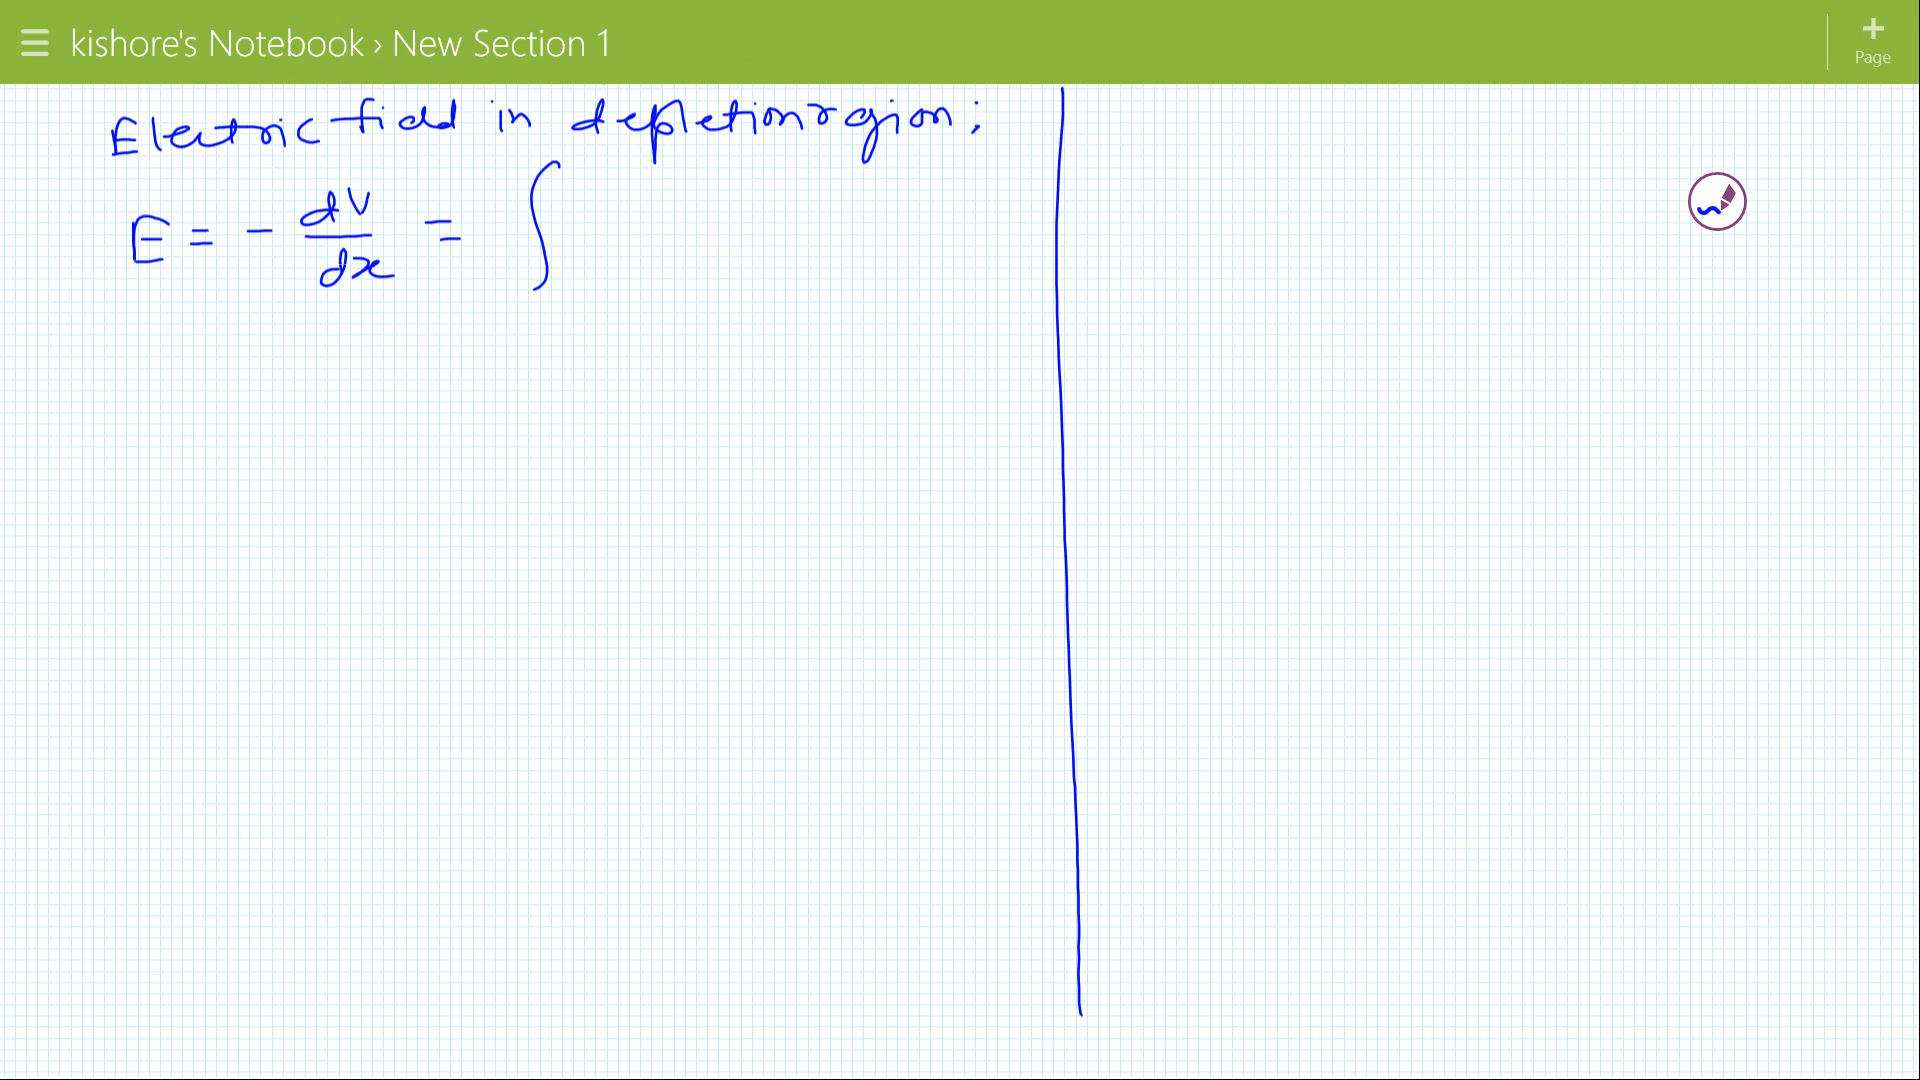 kishore's Notebook › New Section 1
Page
Electric field in depletion region:
E = - dV/dx = ∫